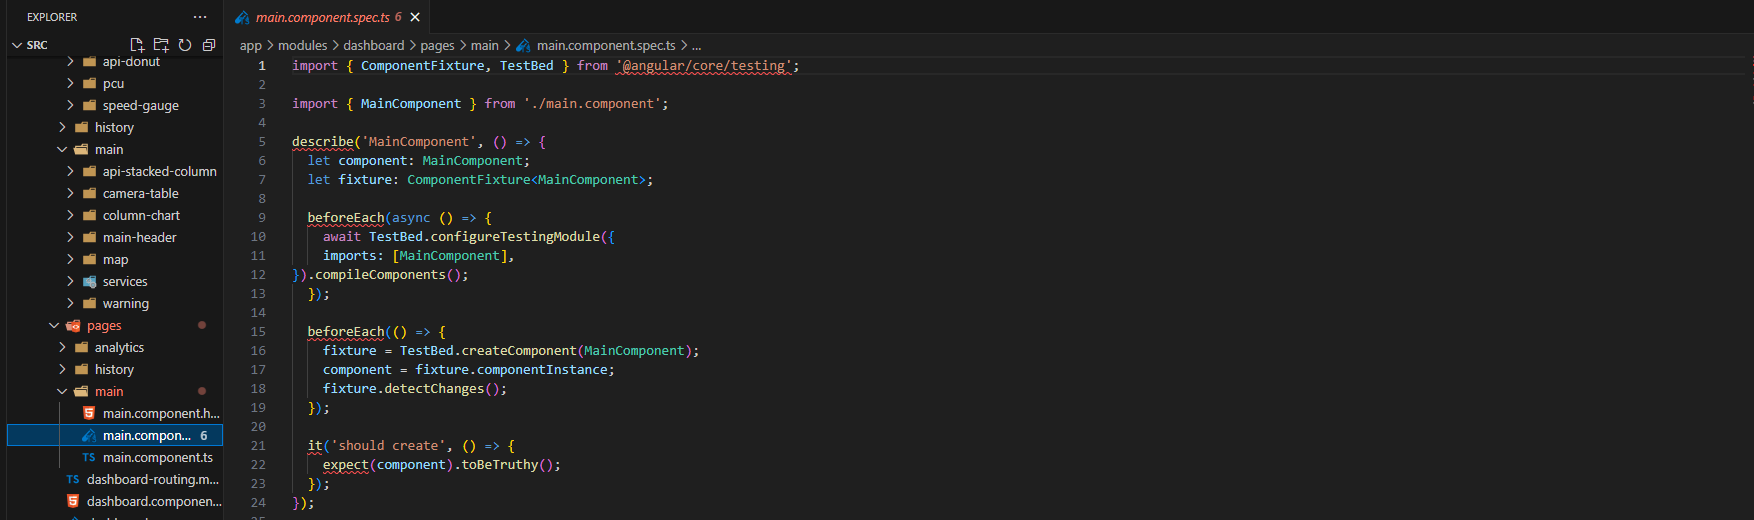 EXPLORER
SRC
api-donut
pcu
speed-gauge
history
main
api-stacked-column
camera-table
column-chart
main-header
map
services
warning
pages
analytics
history
main
main.component.h...
main.compon... 6
TS main.component.ts
TS dashboard-routing.m...
dashboard.componen...
main.component.spec.ts 6
app > modules > dashboard > pages > main > main.component.spec.ts > ...
1 import { ComponentFixture, TestBed } from '@angular/core/testing';
2
3 import { MainComponent } from './main.component';
4
5 describe('MainComponent', () => {
6 let component: MainComponent;
7 let fixture: ComponentFixture<MainComponent>;
8
9 beforeEach(async () => {
10 await TestBed.configureTestingModule({
11 imports: [MainComponent],
12 }).compileComponents();
13 });
14
15 beforeEach(() => {
16 fixture = TestBed.createComponent(MainComponent);
17 component = fixture.componentInstance;
18 fixture.detectChanges();
19 });
20
21 it('should create', () => {
22 expect(component).toBeTruthy();
23 });
24 });